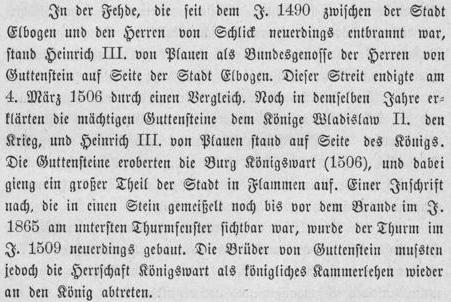 In der Fehde, die seit dem J. 1490 zwischen der Stadt
Elbogen und den Herren von Schlick neuerdings entbrannt war,
stand Heinrich III. von Plauen als Bundesgenosse der Herren von
Guttenstein auf Seite der Stadt Elbogen. Dieser Streit endigte am
4. März 1506 durch einen Vergleich. Noch in demselben Jahre er-
klärten die mächtigen Guttensteine dem Könige Wladislaw II. den
Krieg, und Heinrich III. von Plauen stand auf Seite des Königs.
Die Guttensteine eroberten die Burg Königswart (1506), und dabei
gieng ein großer Theil der Stadt in Flammen auf. Einer Inschrift
nach, die in einen Stein gemeißelt noch bis vor dem Brande im J.
1865 am untersten Thurmfenster sichtbar war, wurde der Thurm im
J. 1509 neuerdings gebaut. Die Brüder von Guttenstein mußten
jedoch die Herrschaft Königswart als königliches Kammerlehen wieder
an den König abtreten.